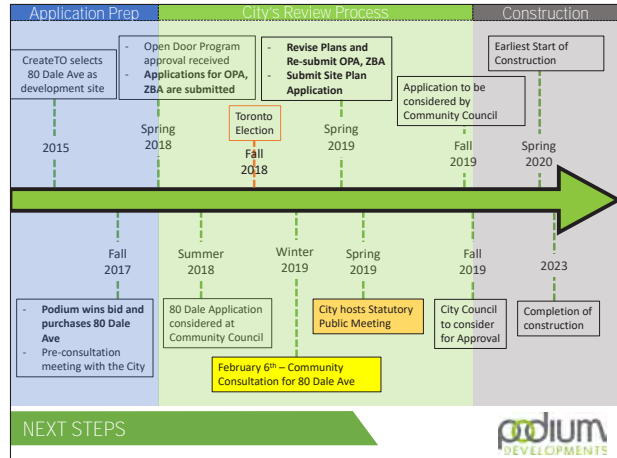 Application Prep
City's Review Process
Construction
CreateTO selects
80 Dale Ave as
development site
- Open Door Program
approval received
- Applications for OPA,
ZBA are submitted
- Revise Plans and
Re-submit OPA, ZBA
- Submit Site Plan
Application
Earliest Start of
Construction
Application to be
considered by
Community Council
Toronto
Election
2015
Spring
2018
Fall
2018
Spring
2019
Fall
2019
Spring
2020
Fall
2017
Summer
2018
Winter
2019
Spring
2019
Fall
2019
2023
- Podium wins bid and
purchases 80 Dale
Ave
- Pre-consultation
meeting with the City
80 Dale Application
considered at
Community Council
City hosts Statutory
Public Meeting
City Council
to consider
for Approval
Completion of
construction
February 6th – Community
Consultation for 80 Dale Ave
NEXT STEPS
podium
DEVELOPMENTS